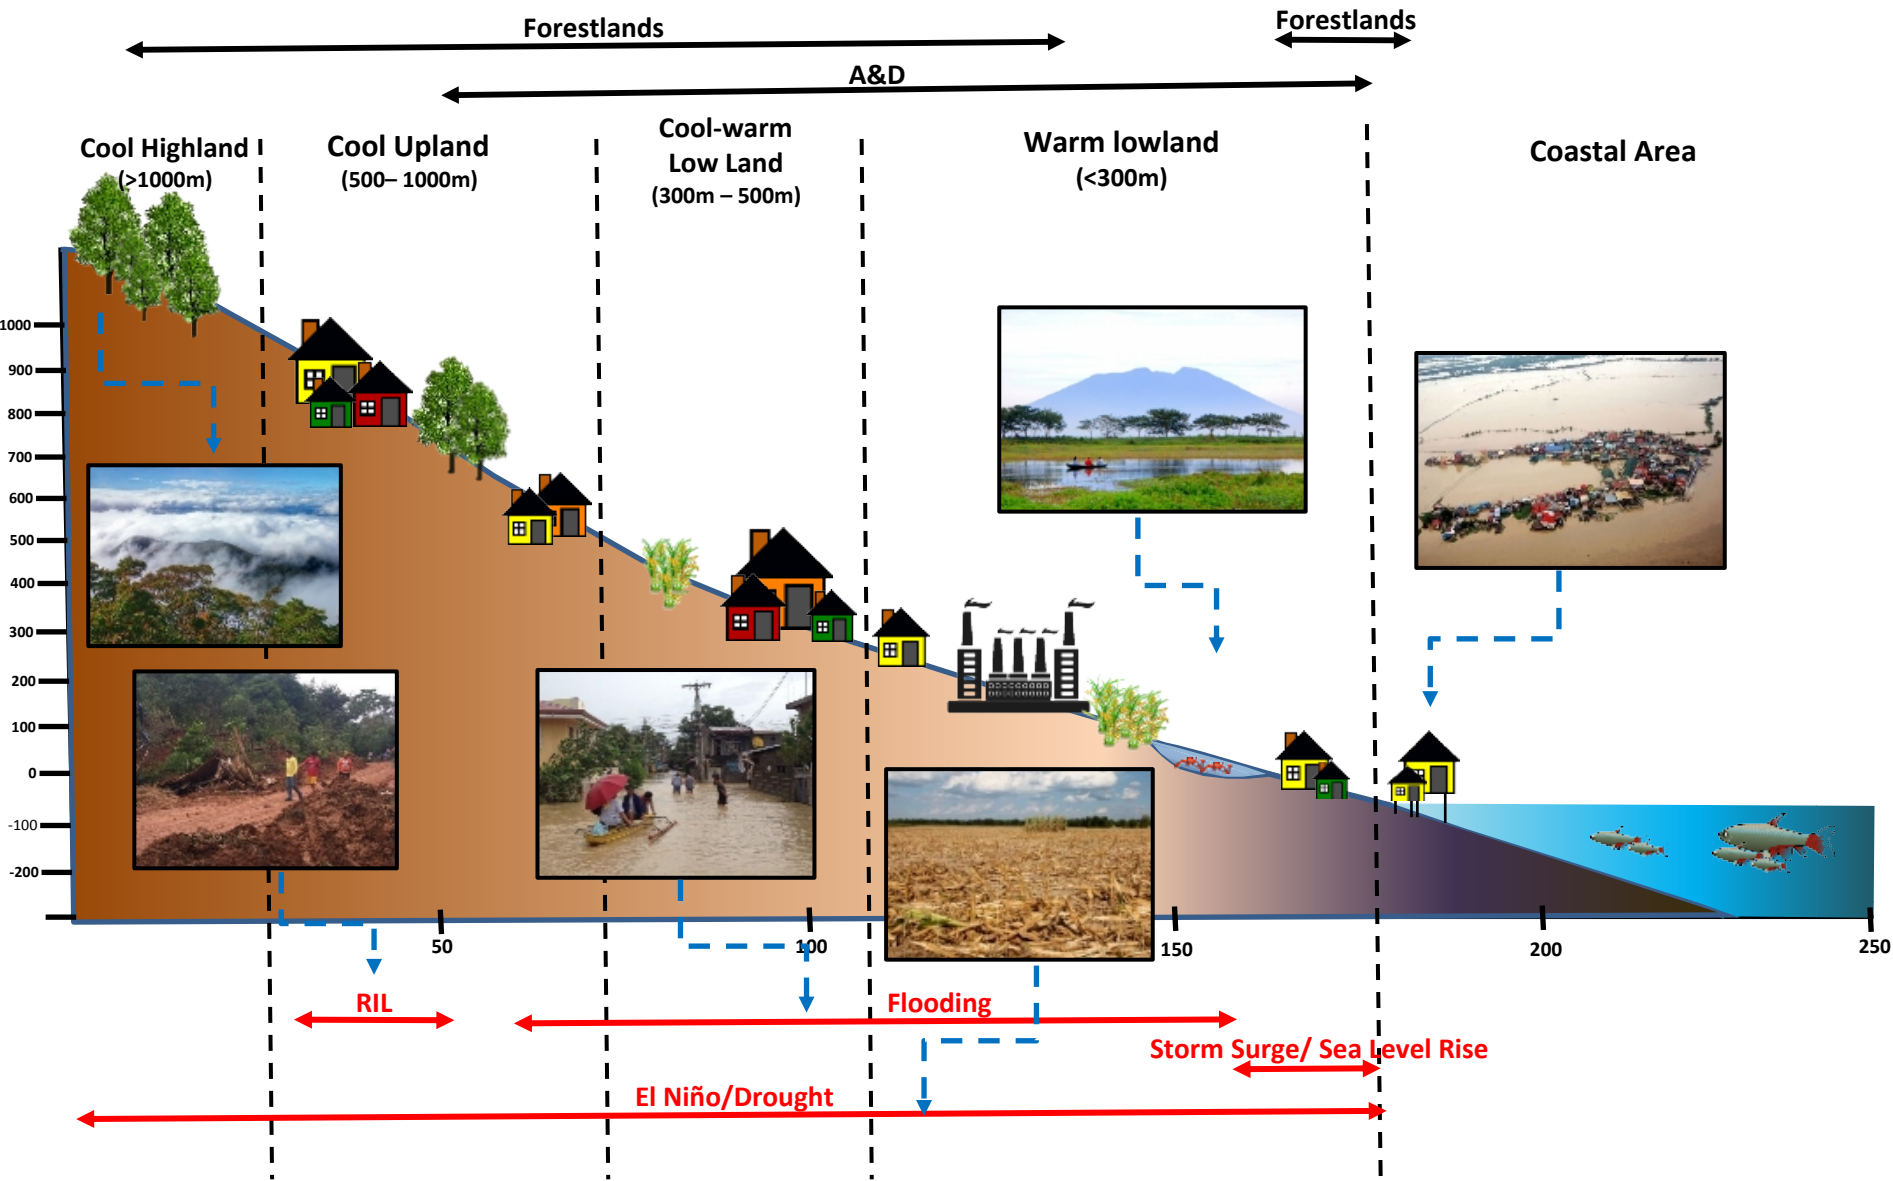 Forestlands
Forestlands
A&D
Cool Highland
(>1000m)
Cool Upland
(500– 1000m)
Cool-warm
Low Land
(300m – 500m)
Warm lowland
(<300m)
Coastal Area
1000
900
800
700
600
500
400
300
200
100
0
-100
-200
50
100
150
200
250
RIL
Flooding
Storm Surge/ Sea Level Rise
El Niño/Drought